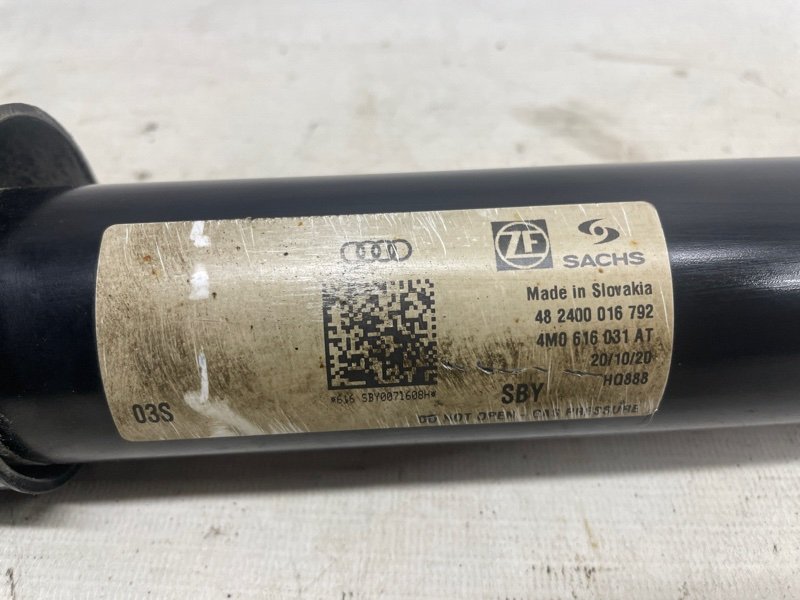 ZF SACHS
Made in Slovakia
48 2400 016 792
4M0 616 031 AT
20/10/20
HO888
*616 SBY0071608H*
SBY
03S
DO NOT OPEN - GAS PRESSURE